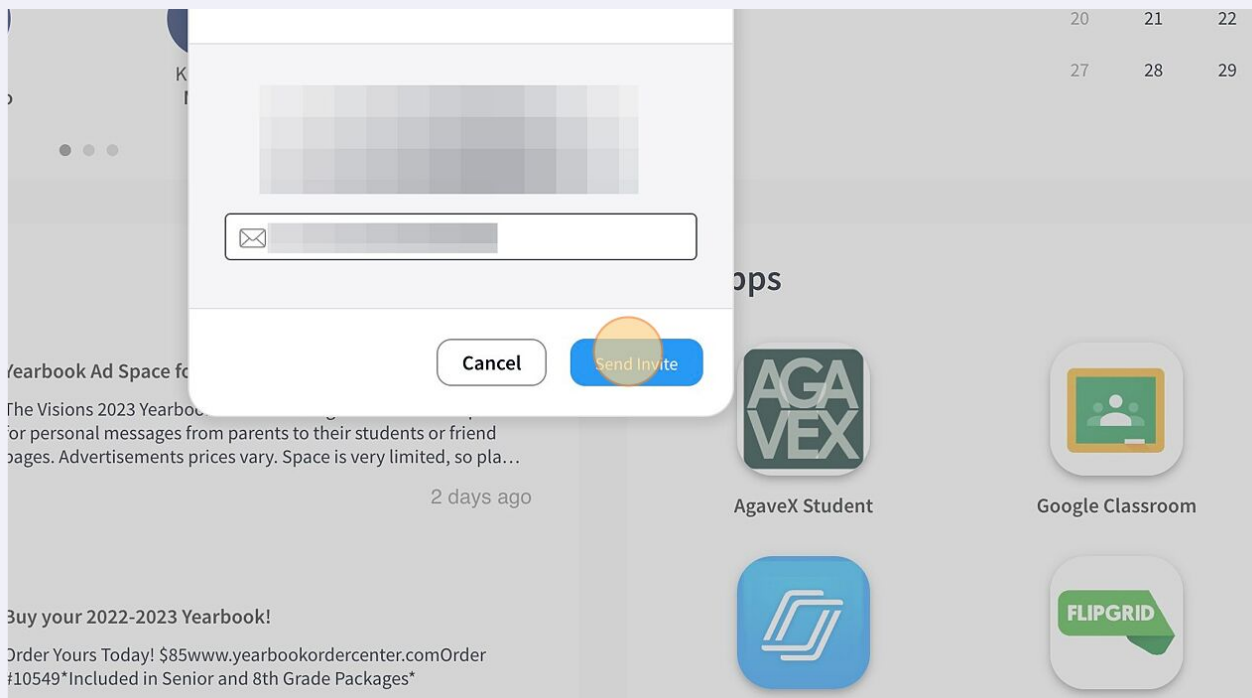 20 21 22
27 28 29
K
Cancel
Send Invite
pps
Yearbook Ad Space fo
The Visions 2023 Yearboo
for personal messages from parents to their students or friend
pages. Advertisements prices vary. Space is very limited, so pla...
2 days ago
AGA
VEX
AgaveX Student
Google Classroom
Buy your 2022-2023 Yearbook!
Order Yours Today! $85www.yearbookordercenter.comOrder
#10549*Included in Senior and 8th Grade Packages*
FLIPGRID